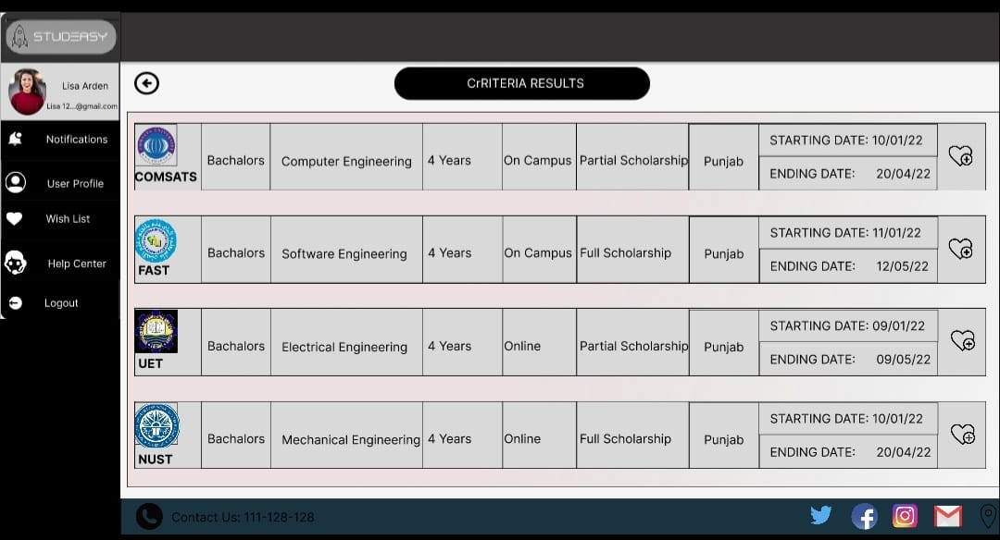 STUDEASY
Lisa Arden
Lisa 12...@gmail.com
Notifications
User Profile
Wish List
Help Center
Logout
CrRITERIA RESULTS
COMSATS
Bachalors
Computer Engineering
4 Years
On Campus
Partial Scholarship
Punjab
STARTING DATE: 10/01/22
ENDING DATE: 20/04/22
FAST
Bachalors
Software Engineering
4 Years
On Campus
Full Scholarship
Punjab
STARTING DATE: 11/01/22
ENDING DATE: 12/05/22
UET
Bachalors
Electrical Engineering
4 Years
Online
Partial Scholarship
Punjab
STARTING DATE: 09/01/22
ENDING DATE: 09/05/22
NUST
Bachalors
Mechanical Engineering
4 Years
Online
Full Scholarship
Punjab
STARTING DATE: 10/01/22
ENDING DATE: 20/04/22
Contact Us: 111-128-128